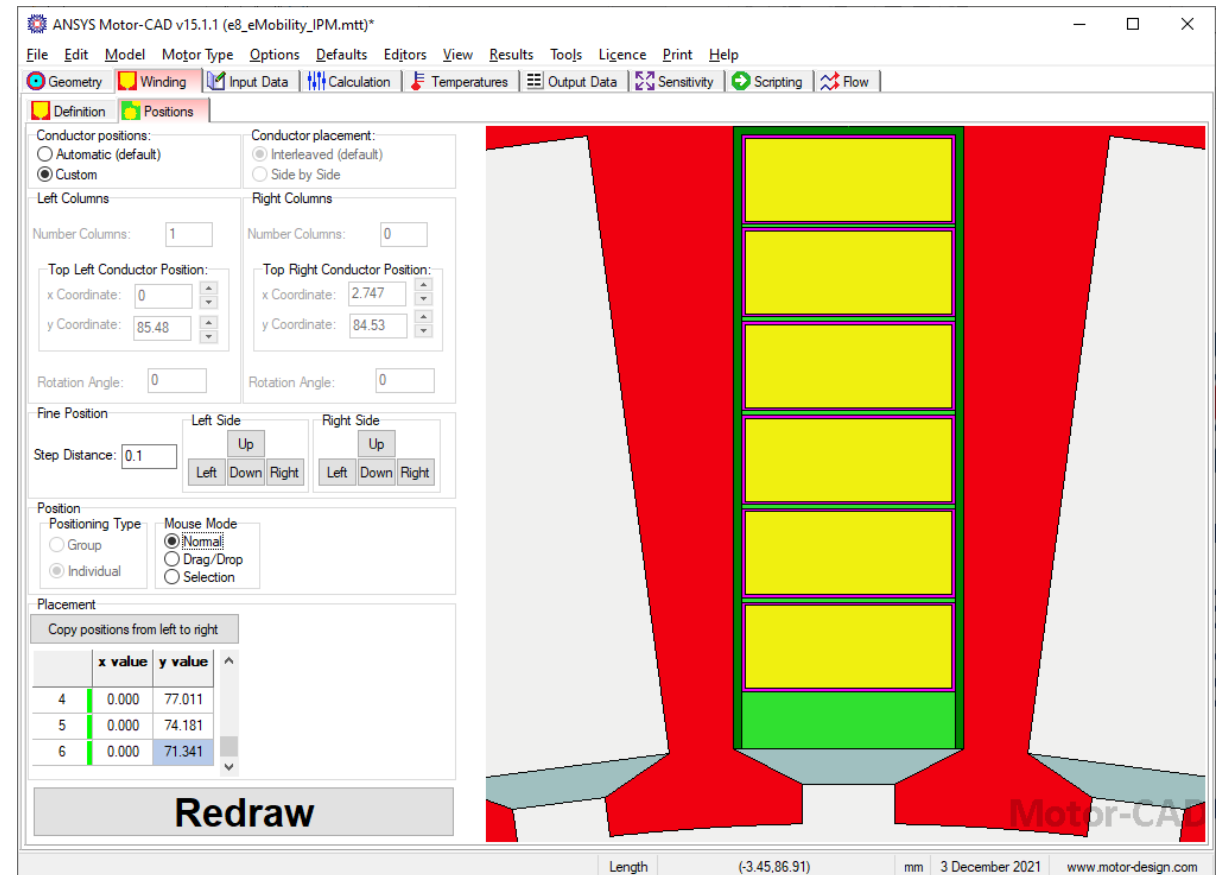 ANSYS Motor-CAD v15.1.1 (e8_eMobility_IPM.mtt)*
File Edit Model Motor Type Options Defaults Editors View Results Tools Licence Print Help
Geometry Winding Input Data Calculation Temperatures Output Data Sensitivity Scripting Flow
Definition Positions
Conductor positions: Conductor placement:
Automatic (default) Interleaved (default)
Custom Side by Side
Left Columns Right Columns
Number Columns: 1 Number Columns: 0
Top Left Conductor Position: Top Right Conductor Position:
x Coordinate: 0 x Coordinate: 2.747
y Coordinate: 85.48 y Coordinate: 84.53
Rotation Angle: 0 Rotation Angle: 0
Fine Position
Left Side Right Side
Up Up
Step Distance: 0.1
Left Down Right Left Down Right
Position
Positioning Type Mouse Mode
Group Normal
Drag/Drop
Individual Selection
Placement
Copy positions from left to right
x value y value
4 0.000 77.011
5 0.000 74.181
6 0.000 71.341
Redraw
Motor-CAD
Length (-3.45,86.91) mm 3 December 2021 www.motor-design.com